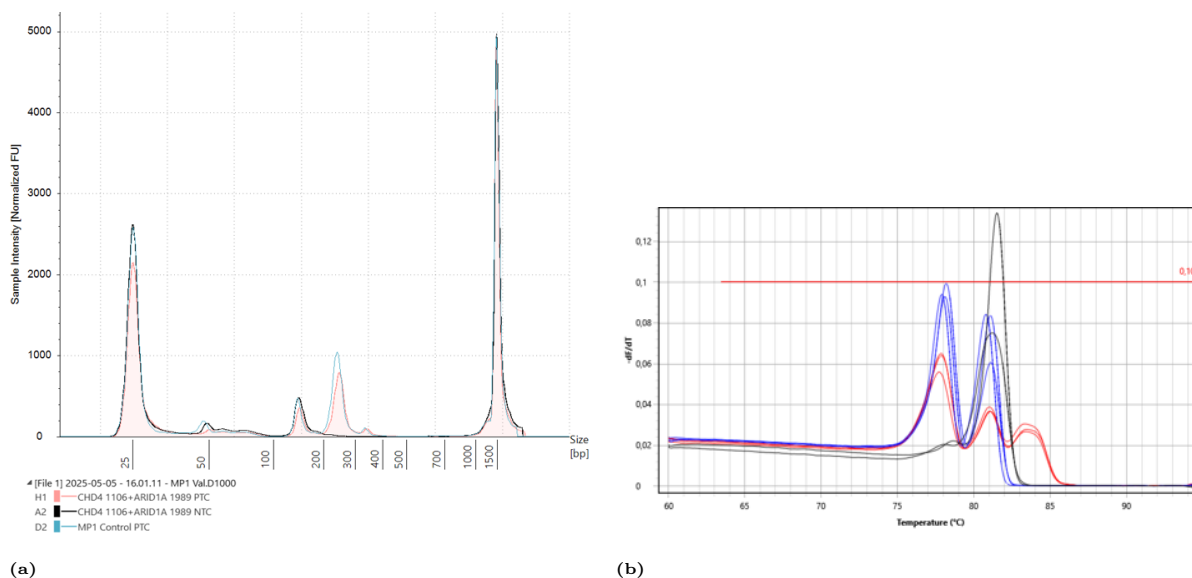 5000
4000
3000
2000
1000
0
Sample Intensity [Normalized FU]
25
50
100
200
300
400
500
700
1000
1500
Size
[bp]
[File 1] 2025-05-05 - 16.01.11 - MP1 Val.D1000
H1 CHD4 1106+ARID1A 1989 PTC
A2 CHD4 1106+ARID1A 1989 NTC
D2 MP1 Control PTC
(a)
0,12
0,1
0,08
0,06
0,04
0,02
0
-dF/dT
0,10
60
65
70
75
80
85
90
Temperature (°C)
(b)